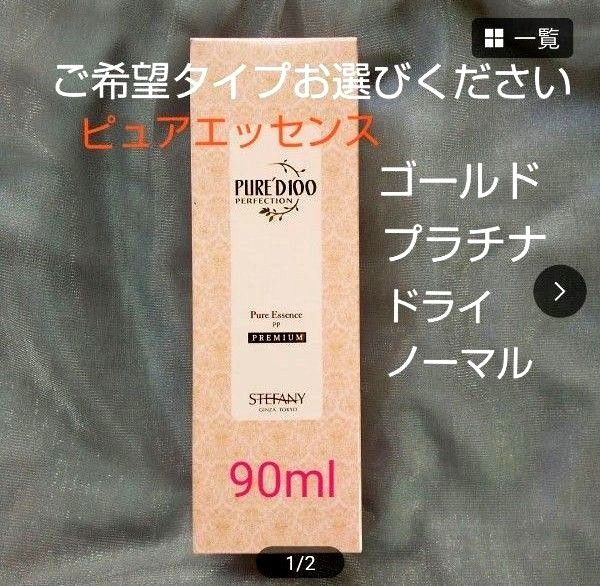 一覧
ご希望タイプお選びください
ピュアエッセンス
ゴールド
プラチナ
ドライ
ノーマル
PURE'D100
PERFECTION
Pure Essence
PP
PREMIUM
STEFANY
GINZA TOKYO
90ml
1/2